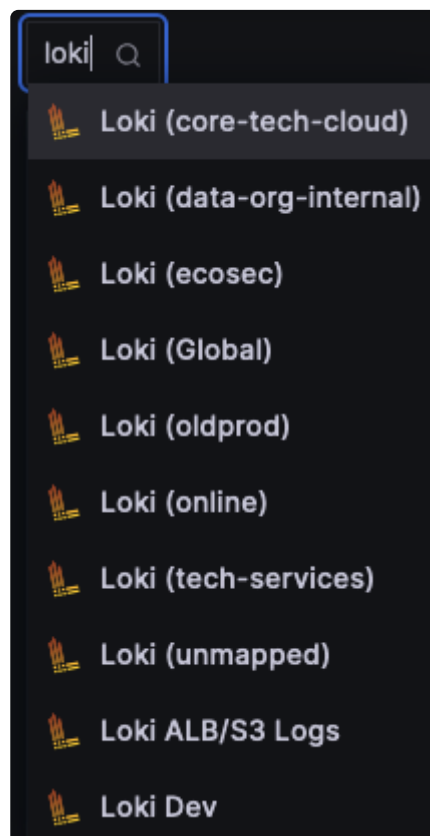 loki
Loki (core-tech-cloud)
Loki (data-org-internal)
Loki (ecosec)
Loki (Global)
Loki (oldprod)
Loki (online)
Loki (tech-services)
Loki (unmapped)
Loki ALB/S3 Logs
Loki Dev